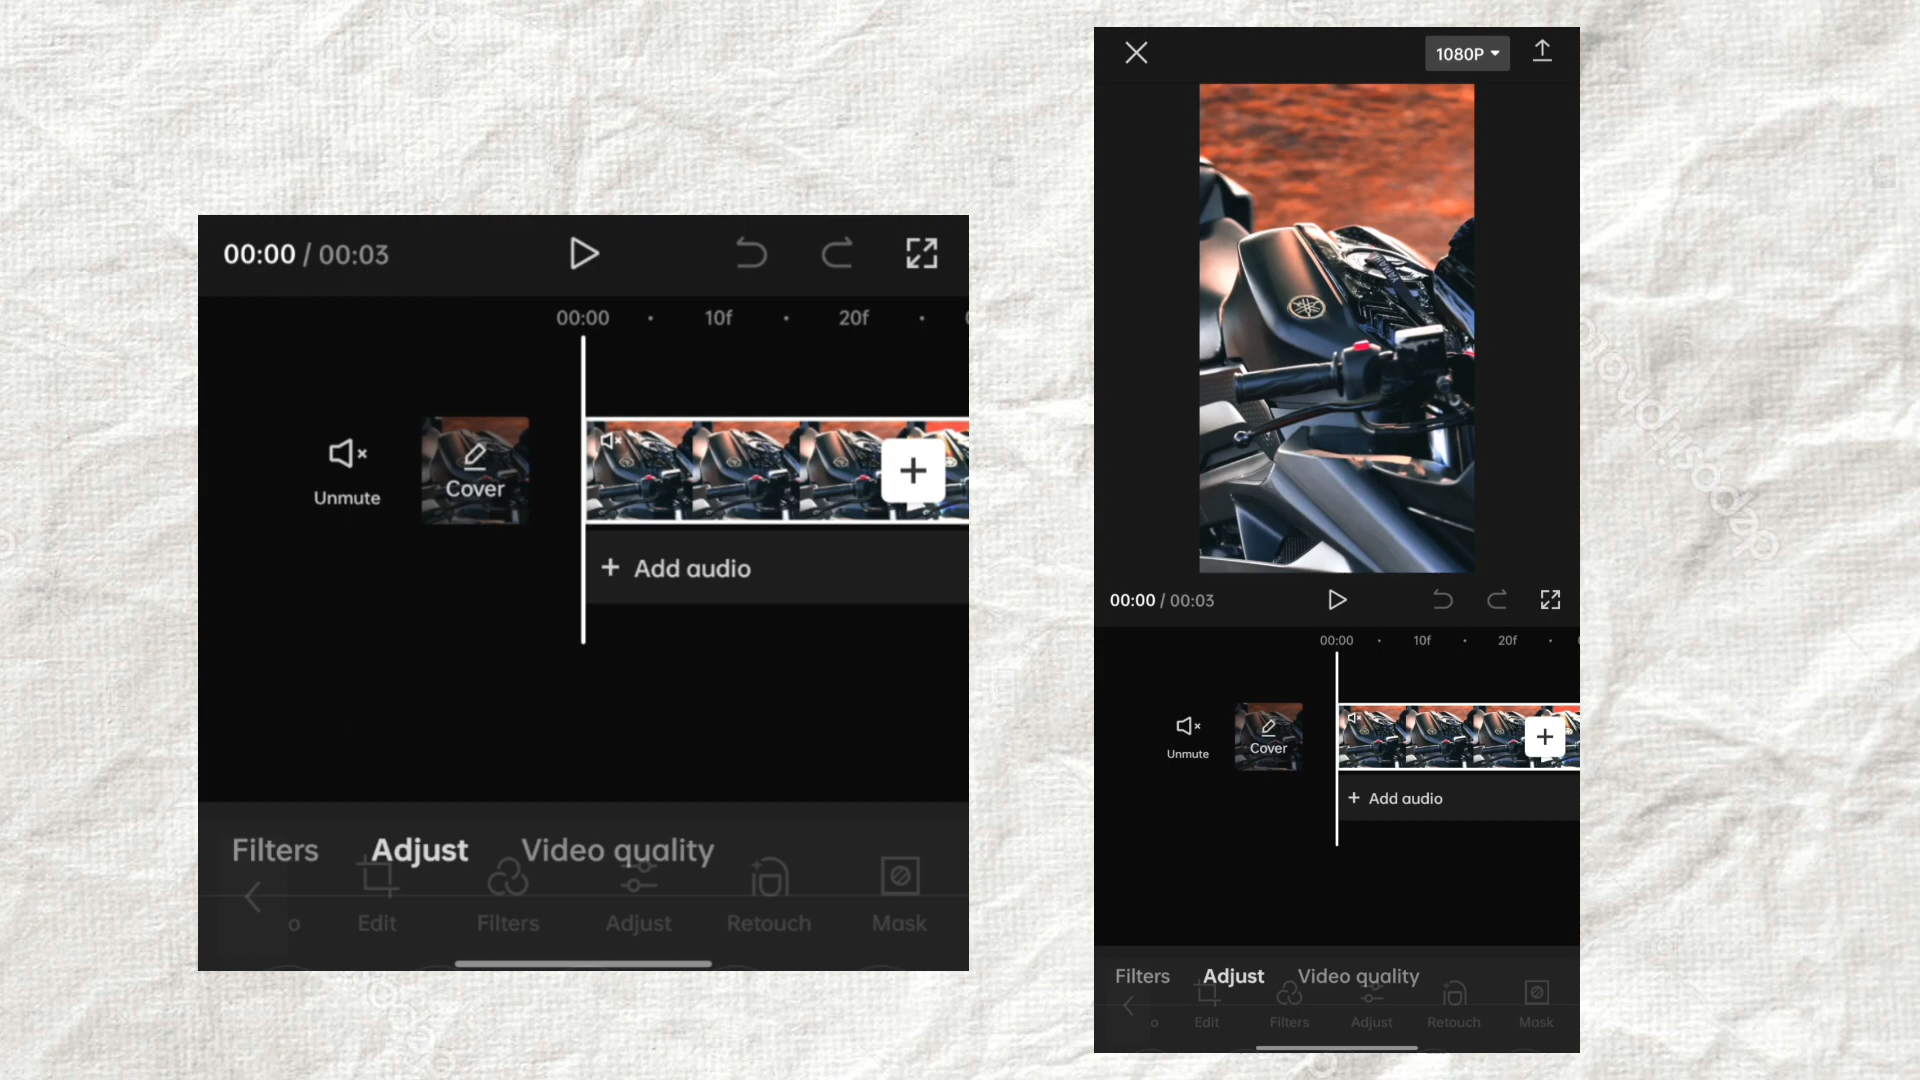 00:00 / 00:03
00:00 10f 20f
Unmute
Cover
+ Add audio
Filters Adjust Video quality
o Edit Filters Adjust Retouch Mask
1080P
YAMAHA
00:00 / 00:03
00:00 10f 20f
Unmute
Cover
+ Add audio
Filters Adjust Video quality
o Edit Filters Adjust Retouch Mask